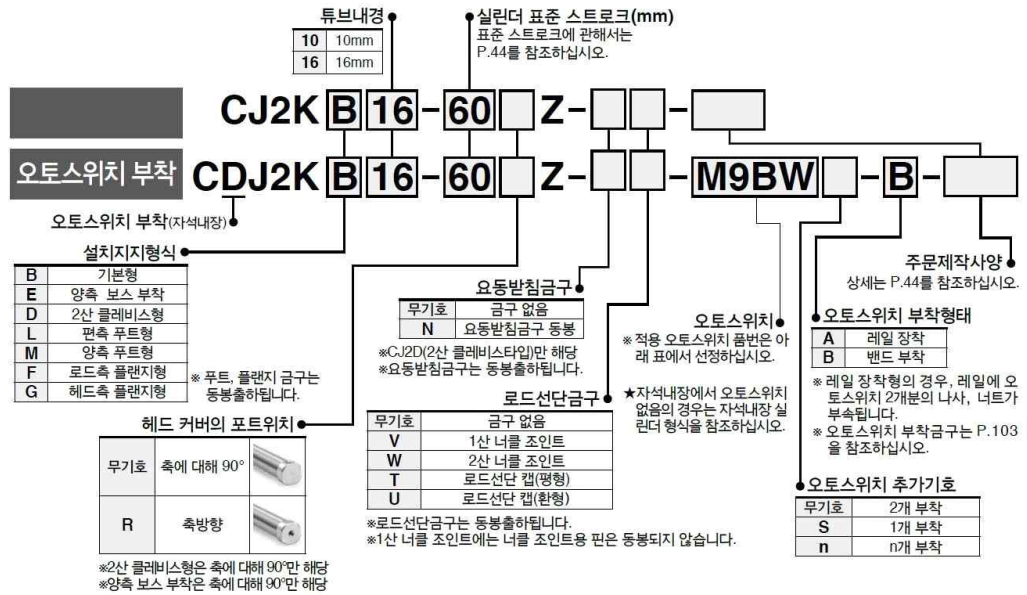 튜브내경
10 10mm
16 16mm
실린더 표준 스트로크(mm)
표준 스트로크에 관해서는
P.44를 참조하십시오.
CJ2K B 16 - 60 Z - -
오토스위치 부착 CDJ2K B 16 - 60 Z - - M9BW - B -
오토스위치 부착(자석내장)
설치지지형식
B 기본형
E 양측 보스 부착
D 2산 클레비스형
L 편측 푸트형
M 양측 푸트형
F 로드측 플랜지형
G 헤드측 플랜지형
※ 푸트, 플랜지 금구는
동봉출하됩니다.
헤드 커버의 포트위치
무기호 축에 대해 90°
R 축방향
※2산 클레비스형은 축에 대해 90°만 해당
※양측 보스 부착은 축에 대해 90°만 해당
요동받침금구
무기호 금구 없음
N 요동받침금구 동봉
※CJ2D(2산 클레비스타입)만 해당
※요동받침금구는 동봉출하됩니다.
로드선단금구
무기호 금구 없음
V 1산 너클 조인트
W 2산 너클 조인트
T 로드선단 캡(평형)
U 로드선단 캡(환형)
※로드선단금구는 동봉출하됩니다.
※1산 너클 조인트에는 너클 조인트용 핀은 동봉되지 않습니다.
오토스위치
※ 적용 오토스위치 품번은 아
래 표에서 선정하십시오.
★자석내장에서 오토스위치
없음의 경우는 자석내장 실
린더 형식을 참조하십시오.
주문제작사양
상세는 P.44를 참조하십시오.
오토스위치 부착형태
A 레일 장착
B 밴드 부착
※ 레일 장착형의 경우, 레일에 오
토스위치 2개분의 나사, 너트가
부속됩니다.
※ 오토스위치 부착금구는 P.103
을 참조하십시오.
오토스위치 추가기호
무기호 2개 부착
S 1개 부착
n n개 부착